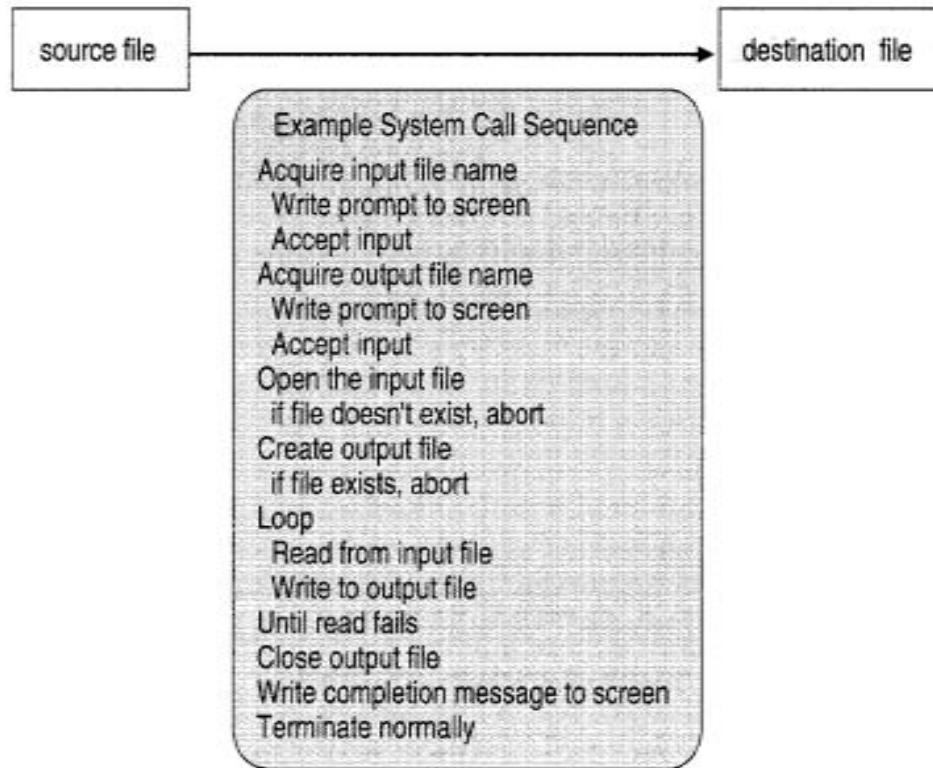 source file
destination file
Example System Call Sequence
Acquire input file name
Write prompt to screen
Accept input
Acquire output file name
Write prompt to screen
Accept input
Open the input file
if file doesn't exist, abort
Create output file
if file exists, abort
Loop
Read from input file
Write to output file
Until read fails
Close output file
Write completion message to screen
Terminate normally